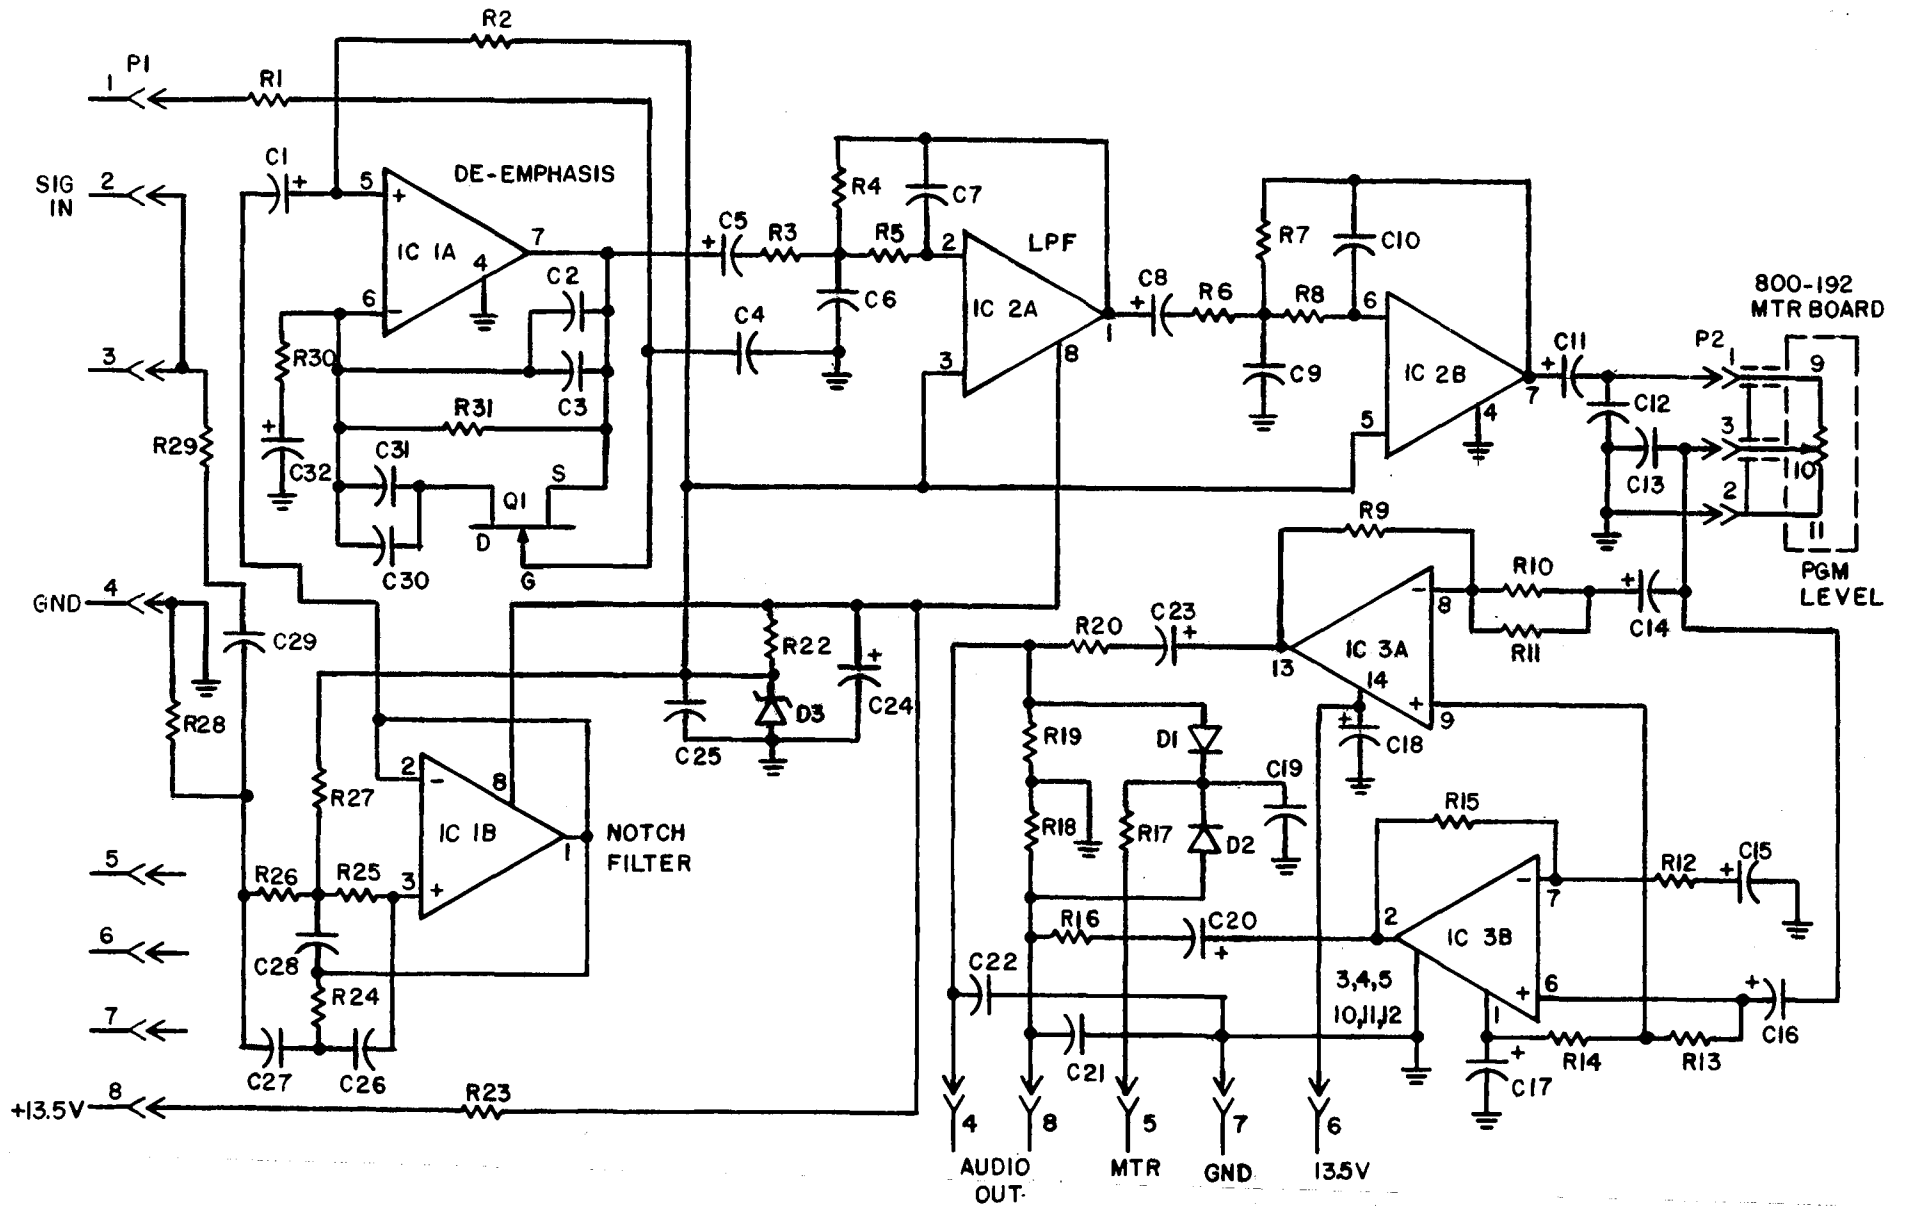 R2
P1
1
R1
C1
+
5
+
DE-EMPHASIS
SIG
IN
2
IC 1A
7
4
6
−
C2
C3
3
R29
R30
R31
+
C32
C31
C30
Q1
S
D
G
C5
+
R3
R4
R5
C7
C6
C4
2
LPF
IC 2A
3
8
1
C8
+
R6
R7
R8
C10
C9
6
IC 2B
5
4
7
C11
+
C12
C13
P2
1
3
2
800-192
MTR BOARD
9
10
11
PGM
LEVEL
GND
4
R28
C29
R22
D3
+
C24
C25
R27
2
−
8
IC 1B
3
+
1
NOTCH
FILTER
R26
R25
C28
R24
C27
C26
5
6
7
+13.5V
8
R23
R9
R10
R11
+
C14
−
8
IC 3A
13
14
+
9
+
C18
R20
C23
+
R19
R18
D1
D2
R17
C19
R16
C20
+
R15
R12
C15
+
−
7
2
IC 3B
3,4,5
10,11,12
+
6
1
+
C16
R14
R13
+
C17
C22
C21
4
8
5
7
6
AUDIO
OUT
MTR
GND
13.5V